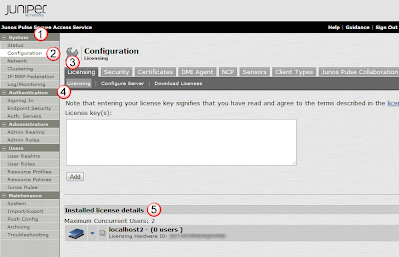 JUNIPER
NETWORKS
Junos Pulse Secure Access Service
Help | Guidance | Sign Out
1
System
Status
Configuration
2
Network
Clustering
IF-MAP Federation
Log/Monitoring
Authentication
Signing In
Endpoint Security
Auth. Servers
Administrators
Admin Realms
Admin Roles
Users
User Realms
User Roles
Resource Profiles
Resource Policies
Junos Pulse
Maintenance
System
Import/Export
Push Config
Archiving
Troubleshooting
Configuration
Licensing
3
Licensing Security Certificates DMI Agent NCP Sensors Client Types Junos Pulse Collaboration
4
Licensing | Configure Server | Download Licenses
Note that entering your license key signifies that you have read and agree to the terms described in the
License key(s):
Add
Installed license details
5
Maximum Concurrent Users: 2
localhost2 - (0 users )
Licensing Hardware ID: